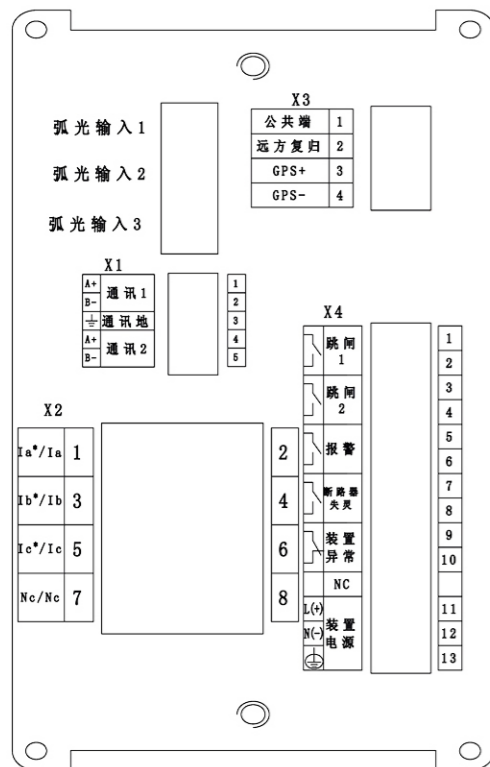 弧光输入1
弧光输入2
弧光输入3
X3
公共端 1
远方复归 2
GPS+ 3
GPS- 4
X1
A+ 通讯1 1
B- 2
通讯地 3
A+ 通讯2 4
B- 5
X2
Ia*/Ia 1 2
Ib*/Ib 3 4
Ic*/Ic 5 6
Nc/Nc 7 8
X4
跳闸 1
1 2
跳闸 3
2 4
报警 5
6
断路器 7
失灵 8
装置 9
异常 10
NC
L(+) 装置 11
N(-) 电源 12
13